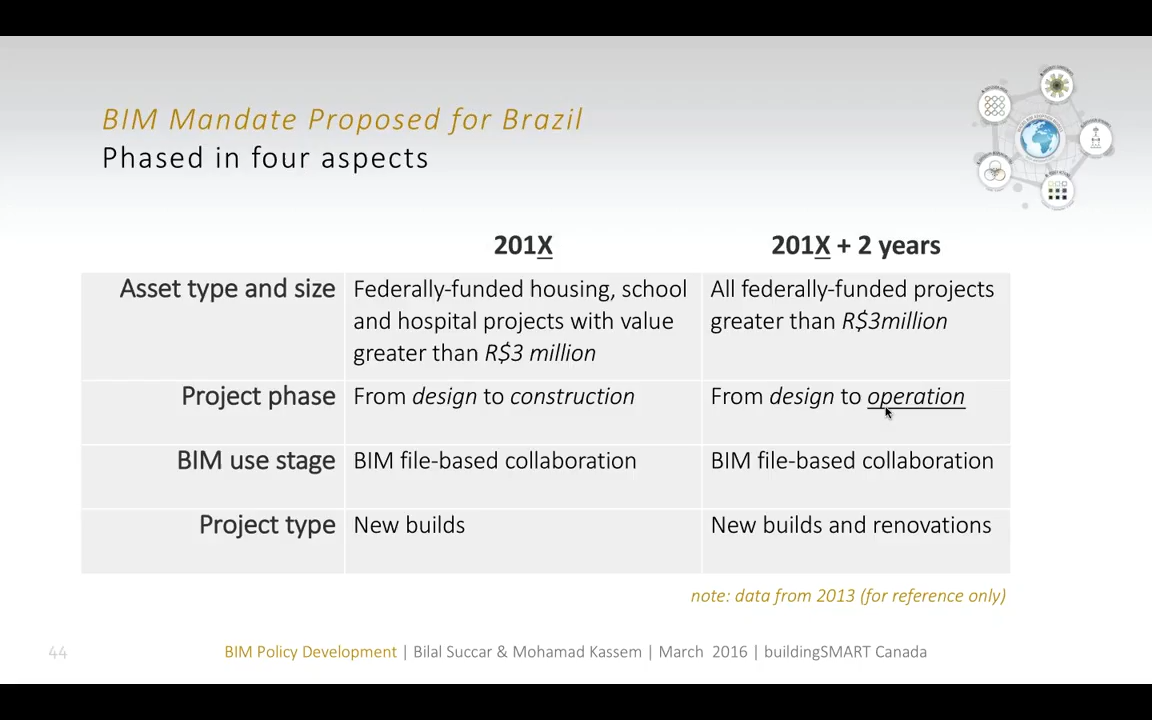 BIM Mandate Proposed for Brazil
Phased in four aspects
201X
201X + 2 years
Asset type and size
Federally-funded housing, school
and hospital projects with value
greater than R$3 million
All federally-funded projects
greater than R$3million
Project phase
From design to construction
From design to operation
BIM use stage
BIM file-based collaboration
BIM file-based collaboration
Project type
New builds
New builds and renovations
note: data from 2013 (for reference only)
44
BIM Policy Development | Bilal Succar & Mohamad Kassem | March 2016 | buildingSMART Canada